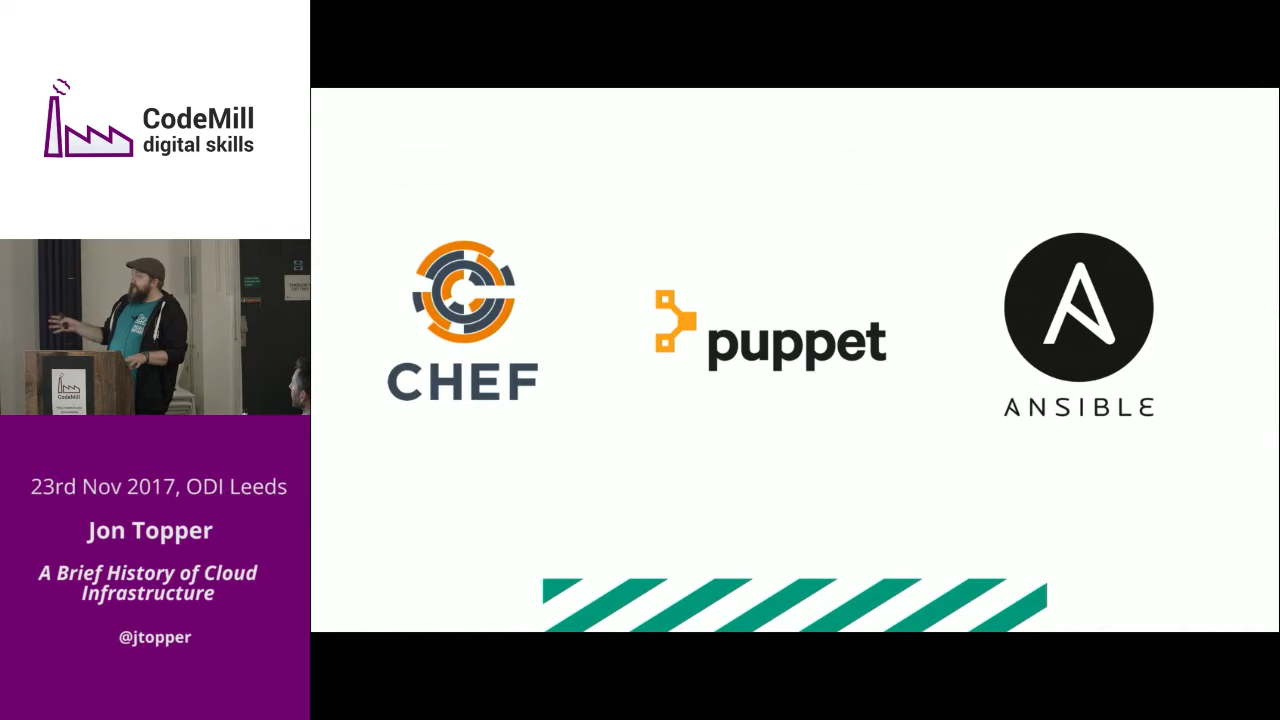 CodeMill
digital skills
CodeMill
23rd Nov 2017, ODI Leeds
Jon Topper
A Brief History of Cloud
Infrastructure
@jtopper
CHEF
puppet
ANSIBLE